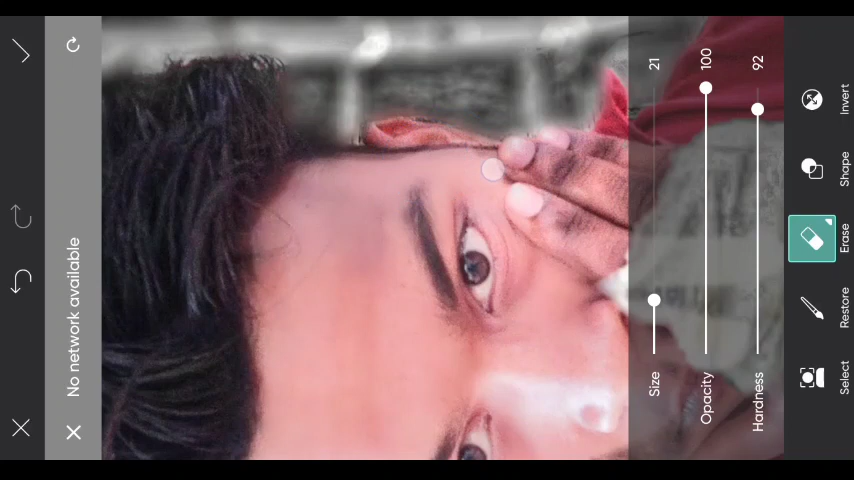 No network available
Size 21
Opacity 100
Hardness 92
Select Restore Erase Shape Invert